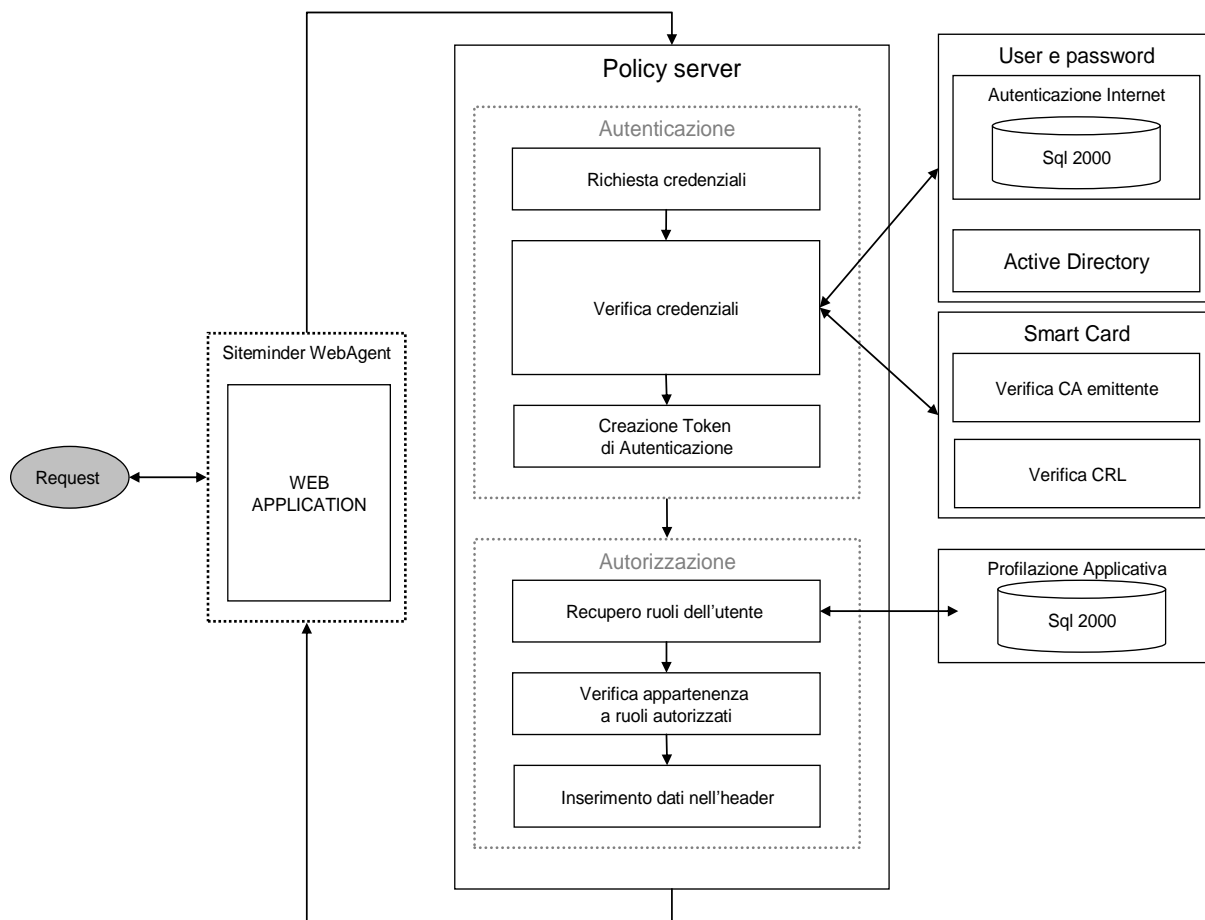 Request
Siteminder WebAgent
WEB
APPLICATION
Policy server
Autenticazione
Richiesta credenziali
Verifica credenziali
Creazione Token
di Autenticazione
Autorizzazione
Recupero ruoli dell’utente
Verifica appartenenza
a ruoli autorizzati
Inserimento dati nell’header
User e password
Autenticazione Internet
Sql 2000
Active Directory
Smart Card
Verifica CA emittente
Verifica CRL
Profilazione Applicativa
Sql 2000